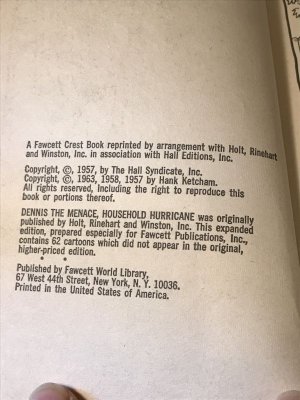 A Fawcett Crest Book reprinted by arrangement with Holt, Rinehart
and Winston, Inc. in association with Hall Editions, Inc.
Copyright, ©, 1957, by The Hall Syndicate, Inc.
Copyright, ©, 1963, 1958, 1957 by Hank Ketcham.
All rights reserved, including the right to reproduce this
book or portions thereof.
DENNIS THE MENACE, HOUSEHOLD HURRICANE was originally
published by Holt, Rinehart and Winston, Inc. This expanded
edition, prepared especially for Fawcett Publications, Inc.,
contains 62 cartoons which did not appear in the original,
higher-priced edition.
Published by Fawcett World Library,
67 West 44th Street, New York, N. Y. 10036.
Printed in the United States of America.